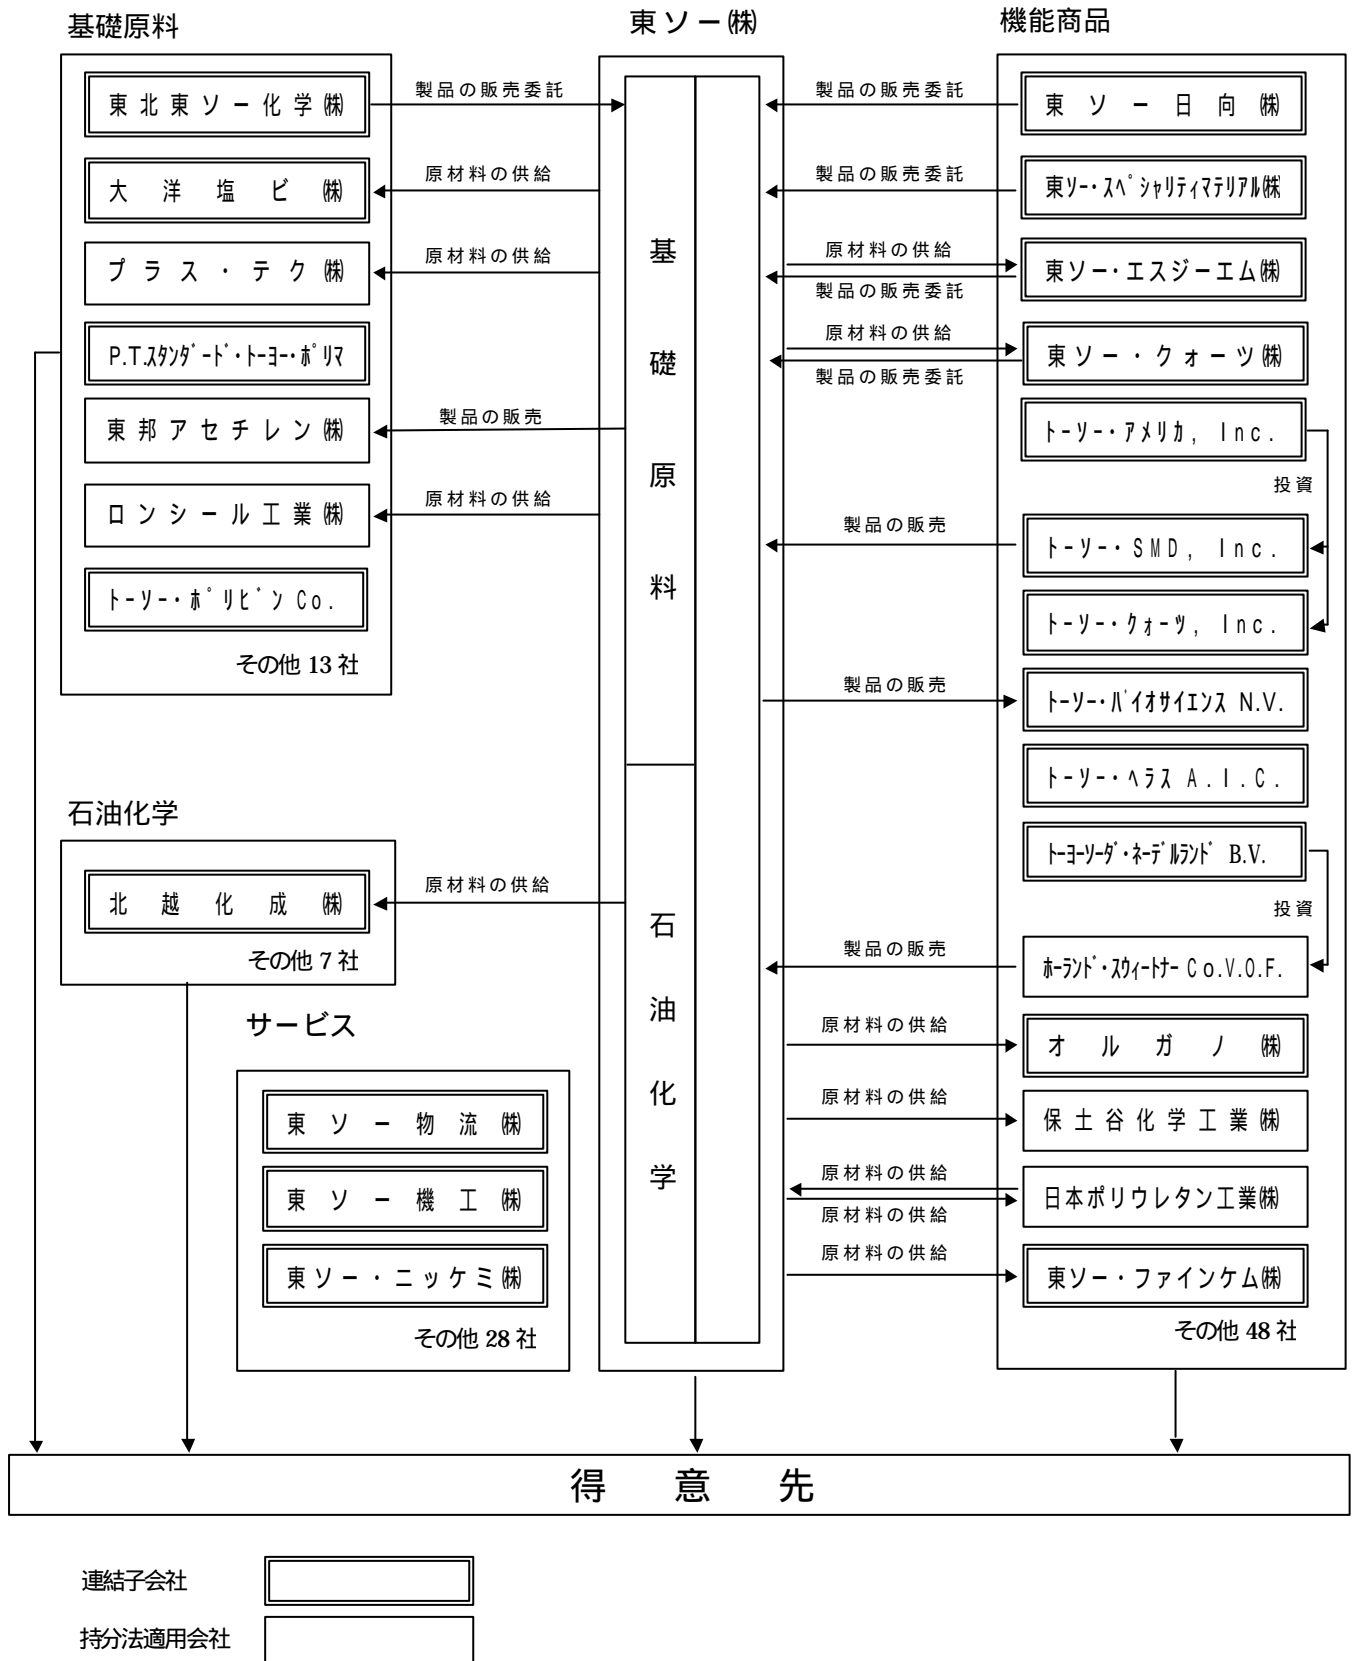 基礎原料
東ソー㈱
機能商品
東北東ソー化学㈱
製品の販売委託
大洋塩ビ㈱
原材料の供給
プラス・テク㈱
原材料の供給
P.T.ｽﾀﾝﾀﾞｰﾄﾞ・ﾄｰﾖｰ・ﾎﾟﾘﾏ
東邦アセチレン㈱
製品の販売
ロンシール工業㈱
原材料の供給
ﾄｰソｰ・ﾎﾟﾘﾋﾞﾝ Co.
その他 13 社
石油化学
北越化成㈱
原材料の供給
その他 7 社
サービス
東ソー物流㈱
東ソー機工㈱
東ソー・ニッケミ㈱
その他 28 社
基礎原料
石油化学
製品の販売委託
東ソー日向㈱
製品の販売委託
東ソー・ｽﾍﾟｼｬﾘﾃｨﾏﾃﾘｱﾙ㈱
原材料の供給
東ソー・エスジーエム㈱
製品の販売委託
原材料の供給
東ソー・クォーツ㈱
製品の販売委託
トーソー・アメリカ, Inc.
投資
製品の販売
トーソー・SMD, Inc.
トーソー・クォーツ, Inc.
製品の販売
トーソー・ﾊﾞｲｵｻｲｴﾝｽ N.V.
トーソー・ヘラス A.I.C.
ﾄｰﾖｰｿｰﾀﾞ・ﾈｰﾃﾞﾙﾗﾝﾄﾞ B.V.
投資
製品の販売
ﾎｰﾗﾝﾄﾞ・ｽｳｨｰﾄﾅｰ Co.V.O.F.
原材料の供給
オルガノ㈱
原材料の供給
保土谷化学工業㈱
原材料の供給
日本ポリウレタン工業㈱
原材料の供給
原材料の供給
東ソー・ファインケム㈱
その他 48 社
得意先
連結子会社
持分法適用会社